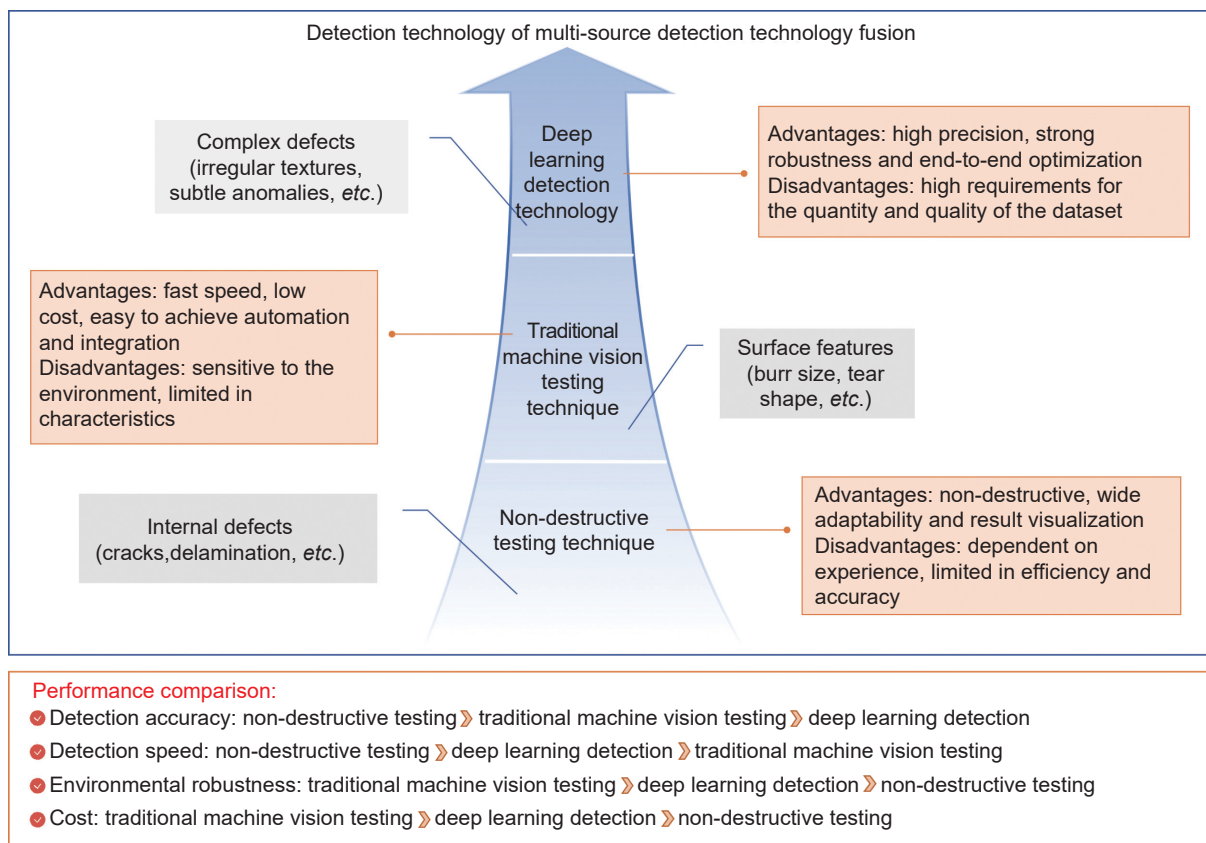 Detection technology of multi-source detection technology fusion
Complex defects
(irregular textures,
subtle anomalies, etc.)
Deep
learning
detection
technology
Advantages: high precision, strong
robustness and end-to-end optimization
Disadvantages: high requirements for
the quantity and quality of the dataset
Advantages: fast speed, low
cost, easy to achieve automation
and integration
Disadvantages: sensitive to the
environment, limited in
characteristics
Traditional
machine vision
testing
technique
Surface features
(burr size, tear
shape, etc.)
Internal defects
(cracks,delamination, etc.)
Non-destructive
testing technique
Advantages: non-destructive, wide
adaptability and result visualization
Disadvantages: dependent on
experience, limited in efficiency and
accuracy
Performance comparison:
Detection accuracy: non-destructive testing traditional machine vision testing deep learning detection
Detection speed: non-destructive testing deep learning detection traditional machine vision testing
Environmental robustness: traditional machine vision testing deep learning detection non-destructive testing
Cost: traditional machine vision testing deep learning detection non-destructive testing